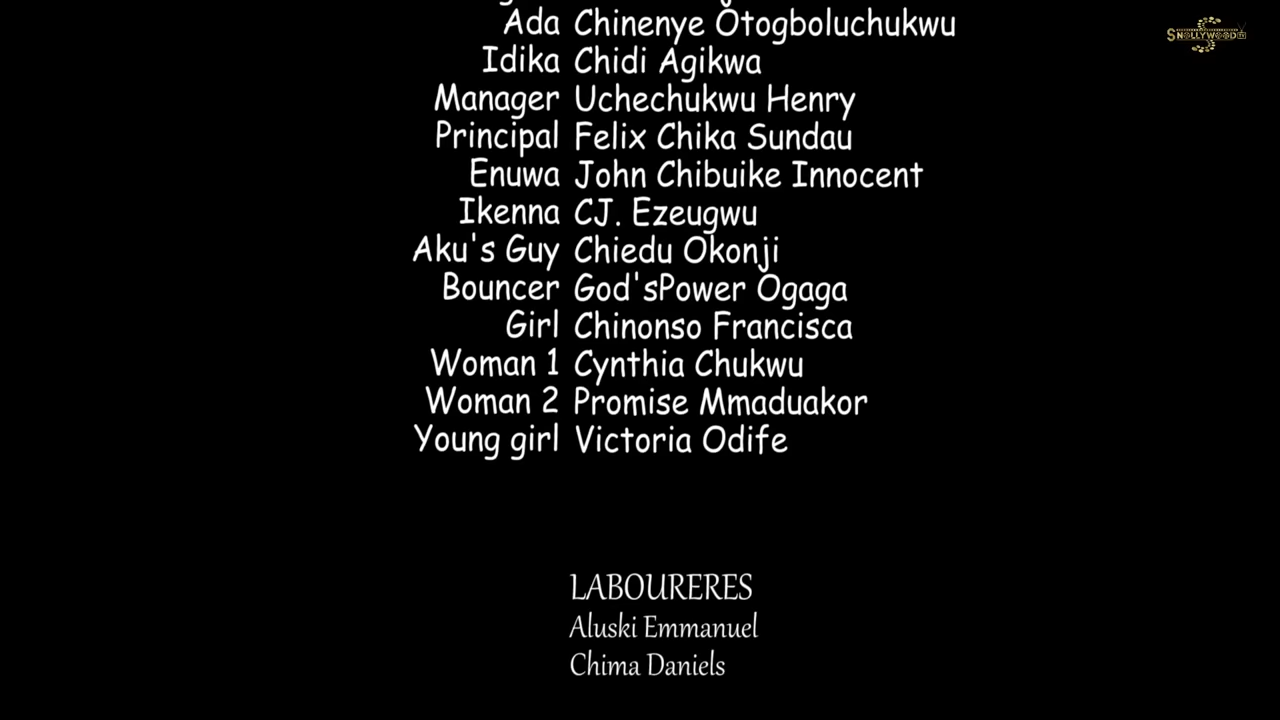 Ada Chinenye Otogboluchukwu
SNOLLYWOOD TV
Idika Chidi Agikwa
Manager Uchechukwu Henry
Principal Felix Chika Sundau
Enuwa John Chibuike Innocent
Ikenna CJ. Ezeugwu
Aku's Guy Chiedu Okonji
Bouncer God'sPower Ogaga
Girl Chinonso Francisca
Woman 1 Cynthia Chukwu
Woman 2 Promise Mmaduakor
Young girl Victoria Odife
LABOURERES
Aluski Emmanuel
Chima Daniels